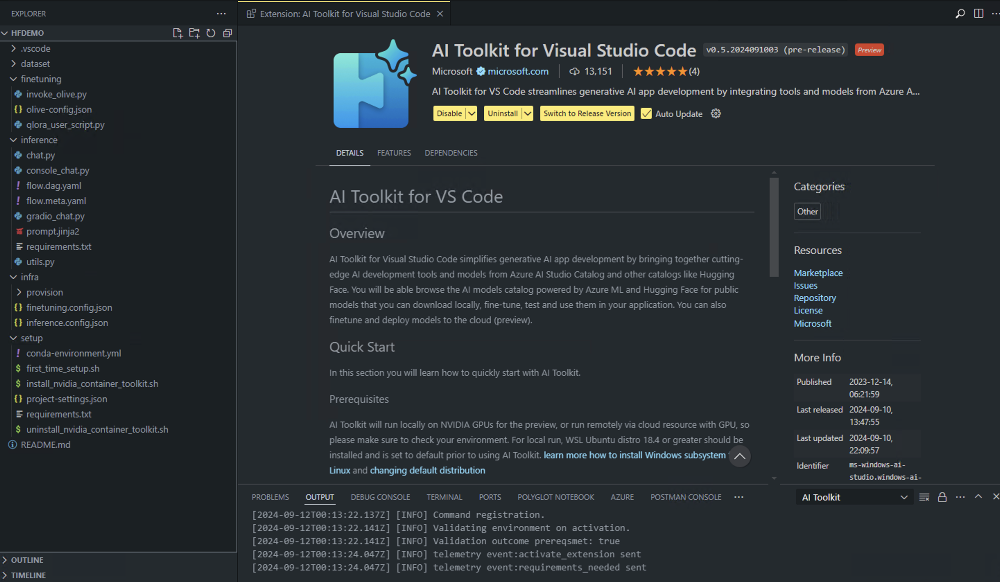 EXPLORER
HFDEMO
.vscode
dataset
finetuning
invoke_olive.py
olive-config.json
qlora_user_script.py
inference
chat.py
console_chat.py
flow.dag.yaml
flow.meta.yaml
gradio_chat.py
prompt.jinja2
requirements.txt
utils.py
infra
provision
finetuning.config.json
inference.config.json
setup
conda-environment.yml
first_time_setup.sh
install_nvidia_container_toolkit.sh
project-settings.json
requirements.txt
uninstall_nvidia_container_toolkit.sh
README.md
OUTLINE
TIMELINE
Extension: AI Toolkit for Visual Studio Code
AI Toolkit for Visual Studio Code v0.5.2024091003 (pre-release) Preview
Microsoft microsoft.com 13,151 (4)
AI Toolkit for VS Code streamlines generative AI app development by integrating tools and models from Azure A...
Disable Uninstall Switch to Release Version Auto Update
DETAILS FEATURES DEPENDENCIES
AI Toolkit for VS Code
Overview
AI Toolkit for Visual Studio Code simplifies generative AI app development by bringing together cutting-
edge AI development tools and models from Azure AI Studio Catalog and other catalogs like Hugging
Face. You will be able browse the AI models catalog powered by Azure ML and Hugging Face for public
models that you can download locally, fine-tune, test and use them in your application. You can also
finetune and deploy models to the cloud (preview).
Quick Start
In this section you will learn how to quickly start with AI Toolkit.
Prerequisites
AI Toolkit will run locally on NVIDIA GPUs for the preview, or run remotely via cloud resource with GPU, so
please make sure to check your environment. For local run, WSL Ubuntu distro 18.4 or greater should be
installed and is set to default prior to using AI Toolkit. learn more how to install Windows subsystem
Linux and changing default distribution
Categories
Other
Resources
Marketplace
Issues
Repository
License
Microsoft
More Info
Published 2023-12-14,
06:21:59
Last released 2024-09-10,
13:47:55
Last updated 2024-09-10,
22:09:57
Identifier ms-windows-ai-
studio.windows-ai-
PROBLEMS OUTPUT DEBUG CONSOLE TERMINAL PORTS POLYGLOT NOTEBOOK AZURE POSTMAN CONSOLE
AI Toolkit
[2024-09-12T00:13:22.137Z] [INFO] Command registration.
[2024-09-12T00:13:22.141Z] [INFO] Validating environment on activation.
[2024-09-12T00:13:22.141Z] [INFO] Validation outcome prereqsmet: true
[2024-09-12T00:13:24.047Z] [INFO] telemetry event:activate_extension sent
[2024-09-12T00:13:24.047Z] [INFO] telemetry event:requirements_needed sent